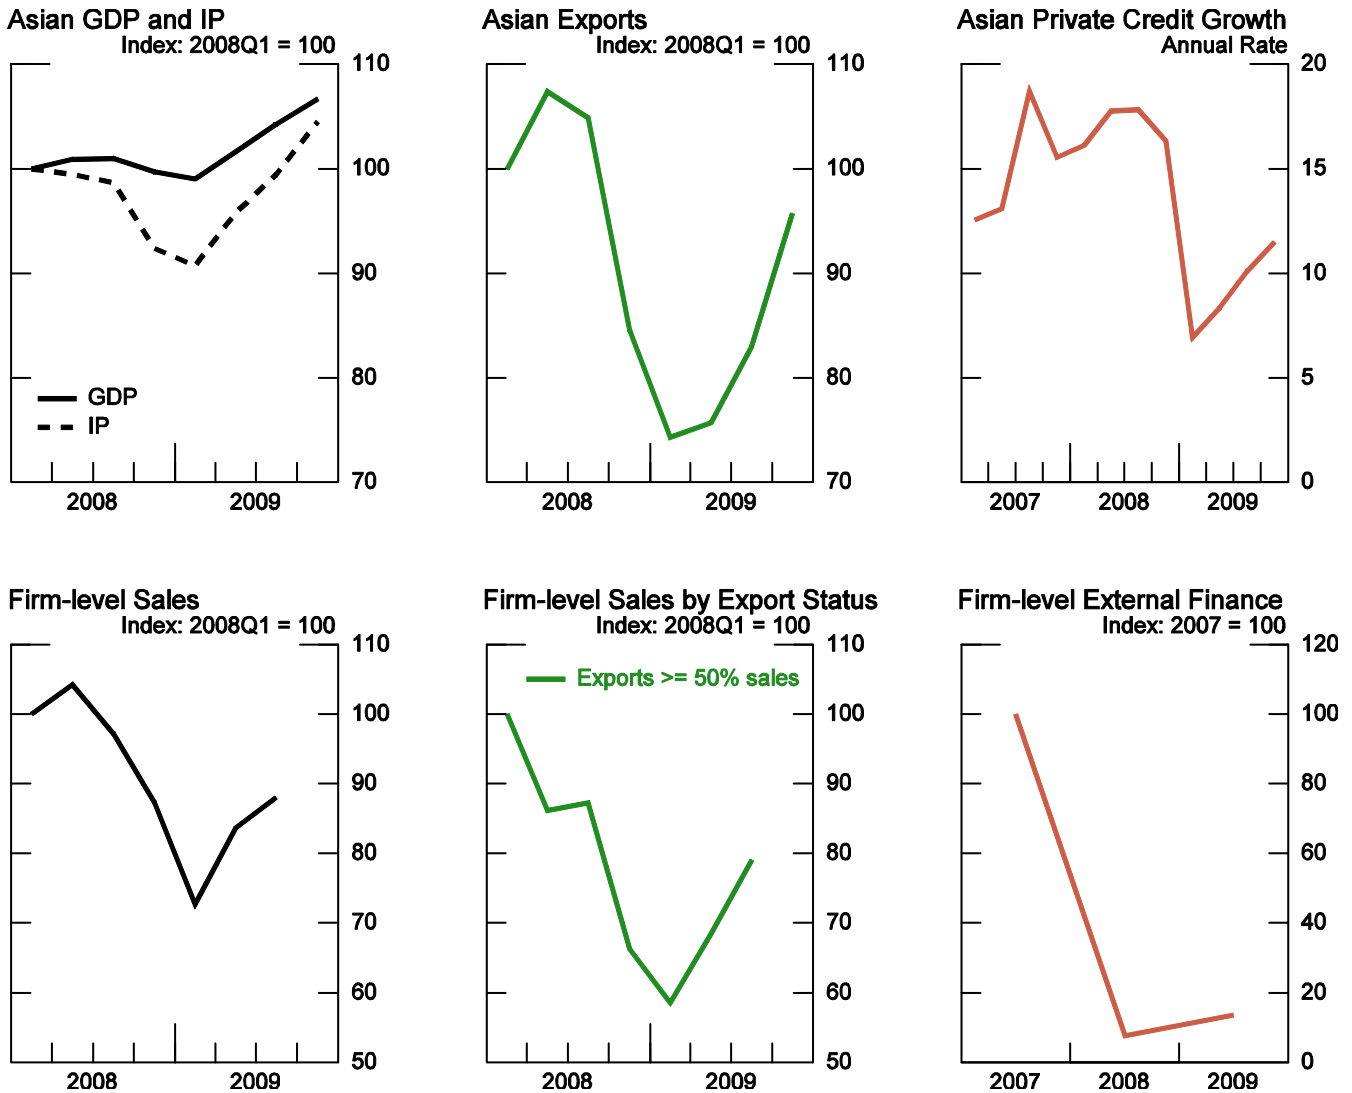 Asian GDP and IP
Index: 2008Q1 = 100
110
100
90
80
70
GDP
IP
2008 2009
Asian Exports
Index: 2008Q1 = 100
110
100
90
80
70
2008 2009
Asian Private Credit Growth
Annual Rate
20
15
10
5
0
2007 2008 2009
Firm-level Sales
Index: 2008Q1 = 100
110
100
90
80
70
60
50
2008 2009
Firm-level Sales by Export Status
Index: 2008Q1 = 100
Exports >= 50% sales
110
100
90
80
70
60
50
2008 2009
Firm-level External Finance
Index: 2007 = 100
120
100
80
60
40
20
0
2007 2008 2009